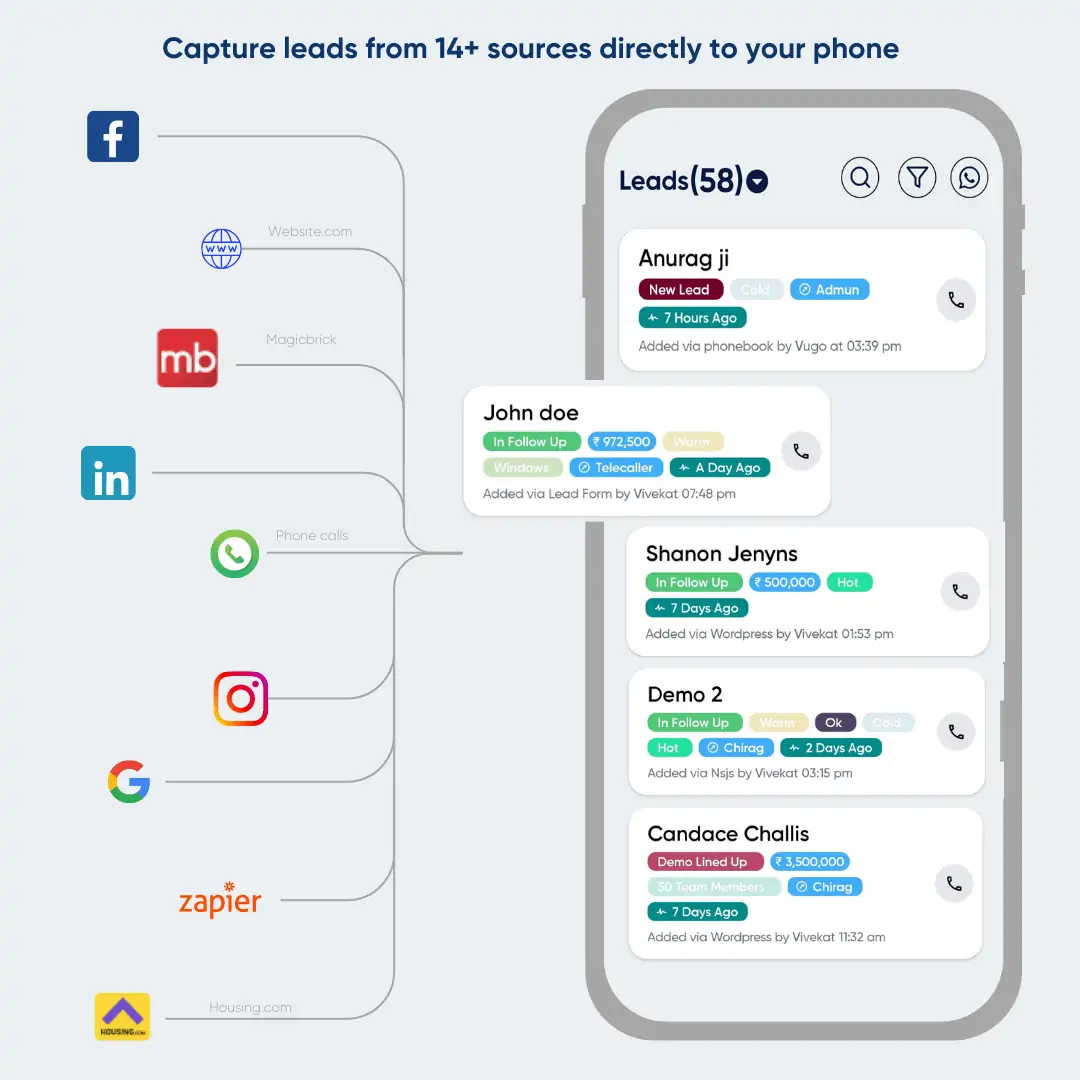 Capture leads from 14+ sources directly to your phone
f
www
Website.com
mb
Magicbrick
in
Phone calls
G
zapier
HOUSING.COM
Housing.com
Leads(58)
Anurag ji
New Lead Cold Admun
7 Hours Ago
Added via phonebook by Vugo at 03:39 pm
John doe
In Follow Up ₹ 972,500 Warm
Windows Telecaller A Day Ago
Added via Lead Form by Vivekat 07:48 pm
Shanon Jenyns
In Follow Up ₹ 500,000 Hot
7 Days Ago
Added via Wordpress by Vivekat 01:53 pm
Demo 2
In Follow Up Warm Ok Cold
Hot Chirag 2 Days Ago
Added via Nsjs by Vivekat 03:15 pm
Candace Challis
Demo Lined Up ₹ 3,500,000
50 Team Members Chirag
7 Days Ago
Added via Wordpress by Vivekat 11:32 am